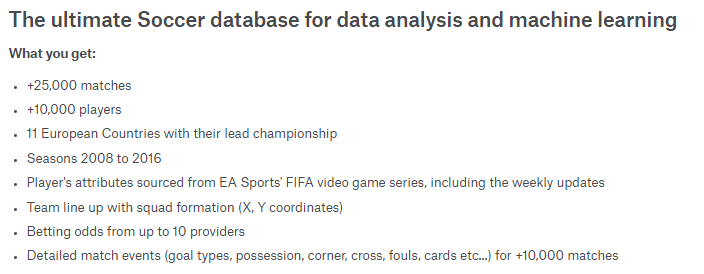 The ultimate Soccer database for data analysis and machine learning
What you get:
• +25,000 matches
• +10,000 players
• 11 European Countries with their lead championship
• Seasons 2008 to 2016
• Player's attributes sourced from EA Sports' FIFA video game series, including the weekly updates
• Team line up with squad formation (X, Y coordinates)
• Betting odds from up to 10 providers
• Detailed match events (goal types, possession, corner, cross, fouls, cards etc...) for +10,000 matches